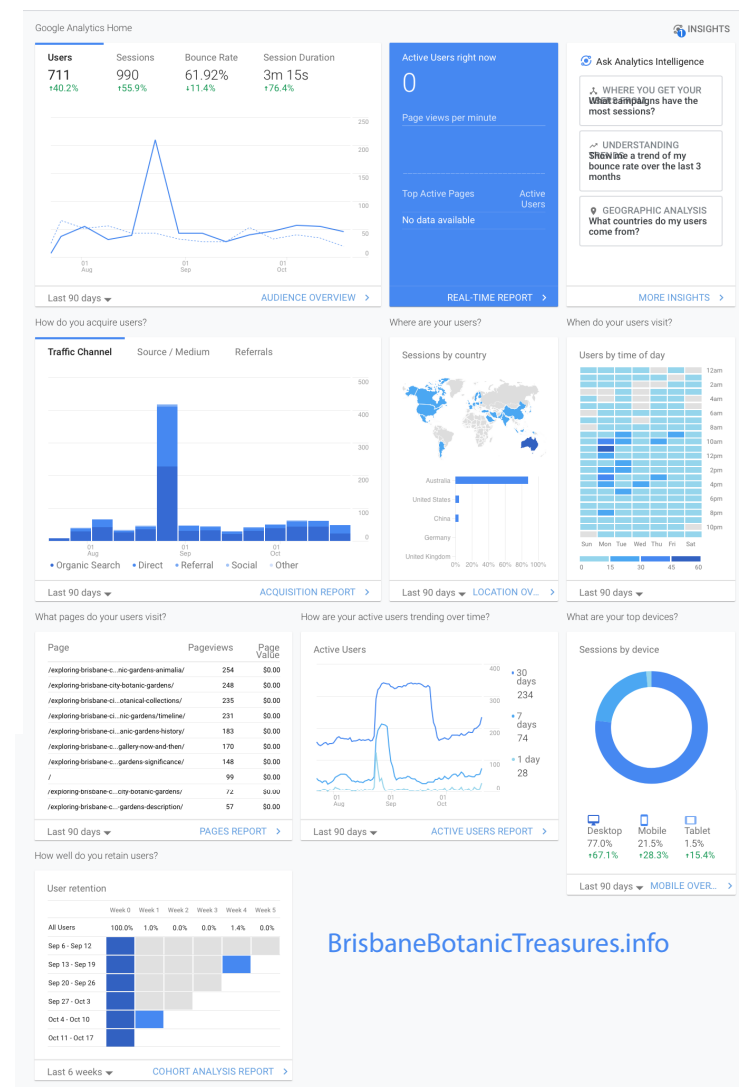 Google Analytics Home
INSIGHTS
1
Users
Sessions
Bounce Rate
Session Duration
711
990
61.92%
3m 15s
↑40.2%
↑55.9%
↓11.4%
↑76.4%
250
200
150
100
50
0
01
Aug
01
Sep
01
Oct
Last 90 days
AUDIENCE OVERVIEW
Active Users right now
0
Page views per minute
Top Active Pages
Active
Users
No data available
REAL-TIME REPORT
Ask Analytics Intelligence
WHERE YOU GET YOUR
What campaigns have the
most sessions?
UNDERSTANDING
Show me a trend of my
bounce rate over the last 3
months
GEOGRAPHIC ANALYSIS
What countries do my users
come from?
MORE INSIGHTS
How do you acquire users?
Traffic Channel
Source / Medium
Referrals
500
400
300
200
100
0
01
Aug
01
Sep
01
Oct
Organic Search
Direct
Referral
Social
Other
Last 90 days
ACQUISITION REPORT
Where are your users?
Sessions by country
Australia
United States
China
Germany
United Kingdom
0% 20% 40% 60% 80% 100%
Last 90 days
LOCATION OV...
When do your users visit?
Users by time of day
12am
2am
4am
6am
8am
10am
12pm
2pm
4pm
6pm
8pm
10pm
Sun Mon Tue Wed Thu Fri Sat
0 15 30 45 60
Last 90 days
What pages do your users visit?
Page Pageviews Page
Value
/exploring-brisbane-c...nic-gardens-animalia/ 254 $0.00
/exploring-brisbane-city-botanic-gardens/ 248 $0.00
/exploring-brisbane-ci...otanical-collections/ 235 $0.00
/exploring-brisbane-ci...nic-gardens/timeline/ 231 $0.00
/exploring-brisbane-c...anic-gardens-history/ 183 $0.00
/exploring-brisbane-c...gallery-now-and-then/ 170 $0.00
/exploring-brisbane-c...gardens-significance/ 148 $0.00
/ 99 $0.00
/exploring-brisbane-c...city-botanic-gardens/ 72 $0.00
/exploring-brisbane-c...-gardens-description/ 57 $0.00
Last 90 days
PAGES REPORT
How are your active users trending over time?
Active Users
400
300
200
100
0
01
Aug
01
Sep
01
Oct
30
days
234
7
days
74
1 day
28
Last 90 days
ACTIVE USERS REPORT
What are your top devices?
Sessions by device
Desktop
Mobile
Tablet
77.0%
21.5%
1.5%
↑67.1%
↑28.3%
↑15.4%
Last 90 days
MOBILE OVER...
How well do you retain users?
User retention
Week 0 Week 1 Week 2 Week 3 Week 4 Week 5
All Users 100.0% 1.0% 0.0% 0.0% 1.4% 0.0%
Sep 6 - Sep 12
Sep 13 - Sep 19
Sep 20 - Sep 26
Sep 27 - Oct 3
Oct 4 - Oct 10
Oct 11 - Oct 17
Last 6 weeks
COHORT ANALYSIS REPORT
BrisbaneBotanicTreasures.info